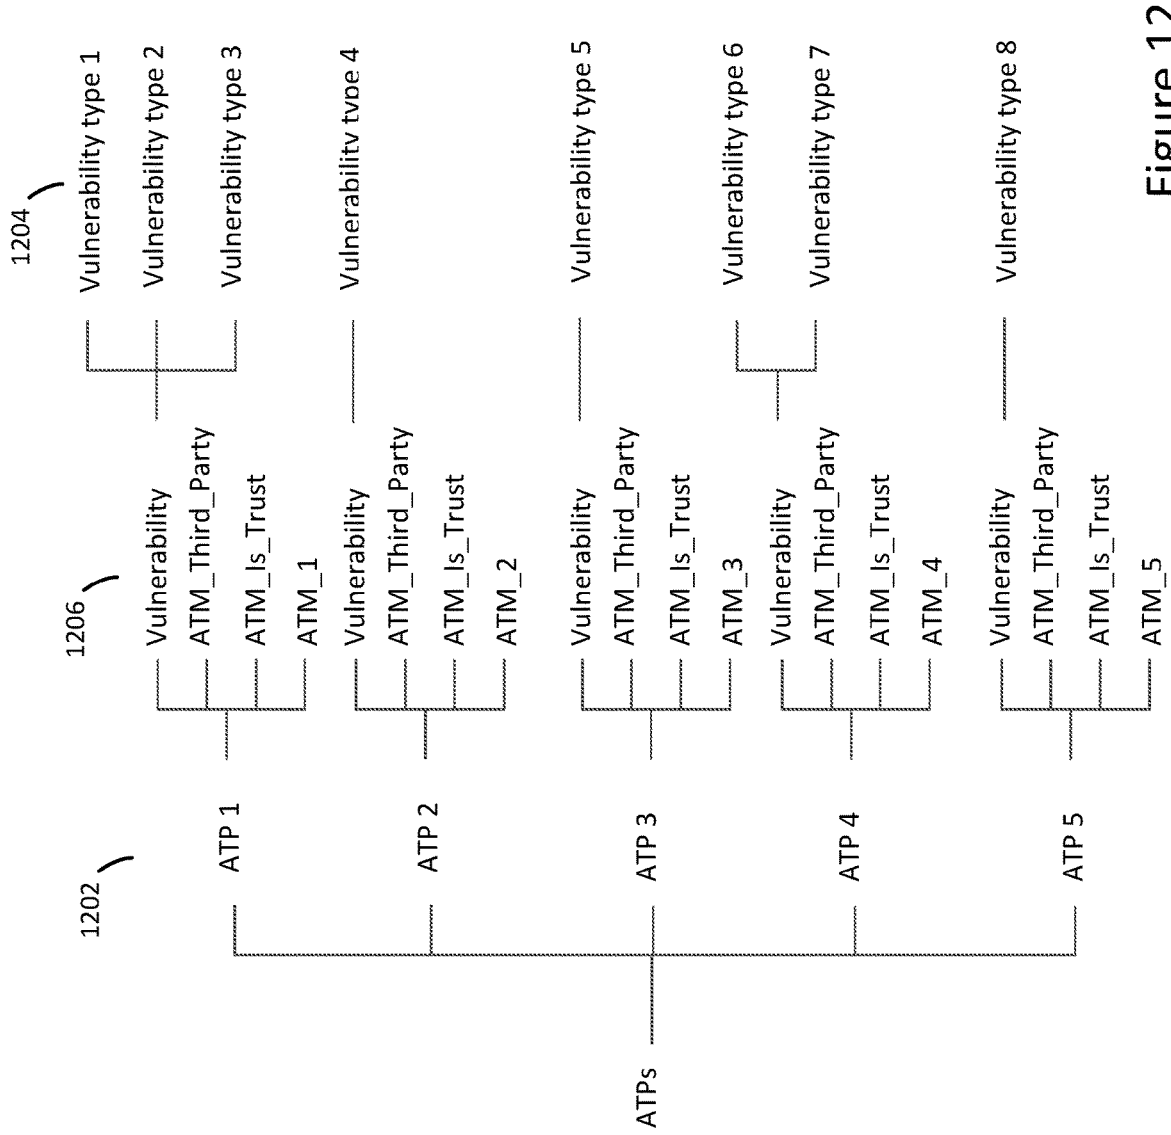 1204
Vulnerability type 1
Vulnerability type 2
Vulnerability type 3
Vulnerability type 4
Vulnerability type 5
Vulnerability type 6
Vulnerability type 7
Vulnerability type 8
1206
Vulnerability
ATM_Third_Party
ATM_Is_Trust
ATM_1
Vulnerability
ATM_Third_Party
ATM_Is_Trust
ATM_2
Vulnerability
ATM_Third_Party
ATM_Is_Trust
ATM_3
Vulnerability
ATM_Third_Party
ATM_Is_Trust
ATM_4
Vulnerability
ATM_Third_Party
ATM_Is_Trust
ATM_5
1202
ATP 1
ATP 2
ATP 3
ATP 4
ATP 5
ATPs
Figure 12